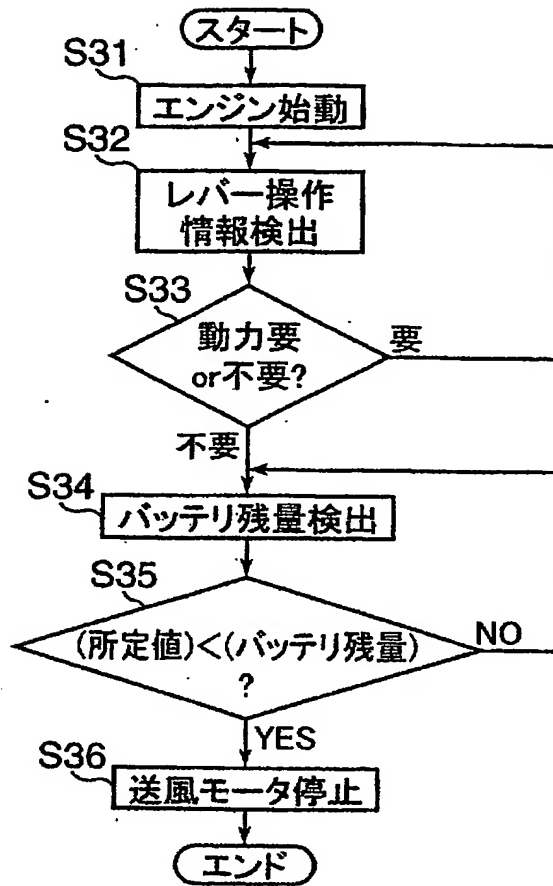 スタート
S31
エンジン始動
S32
レバー操作
情報検出
S33
動力要
or不要?
要
不要
S34
バッテリ残量検出
S35
(所定値)<(バッテリ残量)
?
NO
YES
S36
送風モータ停止
エンド